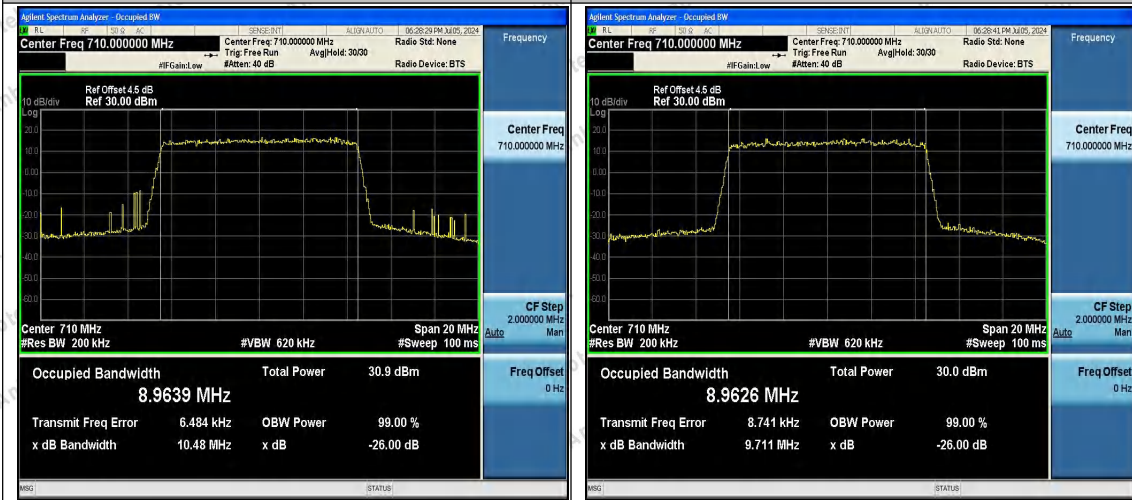 Agilent Spectrum Analyzer - Occupied BW
RL RF 50 Ω AC SENSE:INT ALIGN AUTO 06:28:29 PM Jul 05, 2024
Center Freq 710.000000 MHz
Center Freq: 710.000000 MHz
Radio Std: None
Trig: Free Run Avg|Hold: 30/30
#IFGain:Low #Atten: 40 dB Radio Device: BTS
Ref Offset 4.5 dB
10 dB/div Ref 30.00 dBm
Log
20.0
10.0
0.00
-10.0
-20.0
-30.0
-40.0
-50.0
-60.0
Center 710 MHz Span 20 MHz
#Res BW 200 kHz #VBW 620 kHz #Sweep 100 ms
Occupied Bandwidth Total Power 30.9 dBm
8.9639 MHz
Transmit Freq Error 6.484 kHz OBW Power 99.00 %
x dB Bandwidth 10.48 MHz x dB -26.00 dB
MSG STATUS
Frequency
Center Freq
710.000000 MHz
CF Step
2.000000 MHz
Auto Man
Freq Offset
0 Hz
Agilent Spectrum Analyzer - Occupied BW
RL RF 50 Ω AC SENSE:INT ALIGN AUTO 06:28:41 PM Jul 05, 2024
Center Freq 710.000000 MHz
Center Freq: 710.000000 MHz
Radio Std: None
Trig: Free Run Avg|Hold: 30/30
#IFGain:Low #Atten: 40 dB Radio Device: BTS
Ref Offset 4.5 dB
10 dB/div Ref 30.00 dBm
Log
20.0
10.0
0.00
-10.0
-20.0
-30.0
-40.0
-50.0
-60.0
Center 710 MHz Span 20 MHz
#Res BW 200 kHz #VBW 620 kHz #Sweep 100 ms
Occupied Bandwidth Total Power 30.0 dBm
8.9626 MHz
Transmit Freq Error 8.741 kHz OBW Power 99.00 %
x dB Bandwidth 9.711 MHz x dB -26.00 dB
MSG STATUS
Frequency
Center Freq
710.000000 MHz
CF Step
2.000000 MHz
Auto Man
Freq Offset
0 Hz